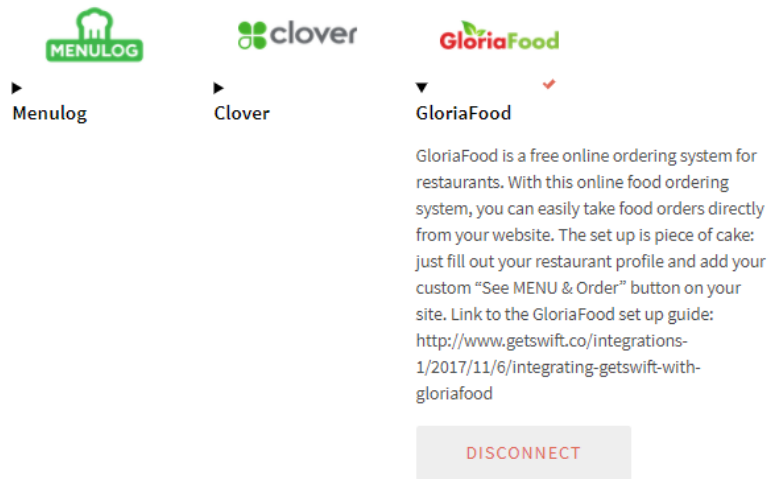 MENULOG
clover
GloriaFood
Menulog
Clover
GloriaFood
GloriaFood is a free online ordering system for
restaurants. With this online food ordering
system, you can easily take food orders directly
from your website. The set up is piece of cake:
just fill out your restaurant profile and add your
custom “See MENU & Order” button on your
site. Link to the GloriaFood set up guide:
http://www.getswift.co/integrations-
1/2017/11/6/integrating-getswift-with-
gloriafood
DISCONNECT